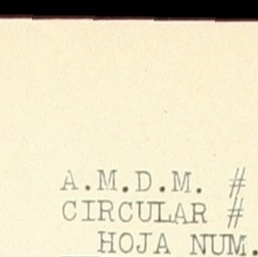 A.M.D.M. #
CIRCULAR #
HOJA NUM.